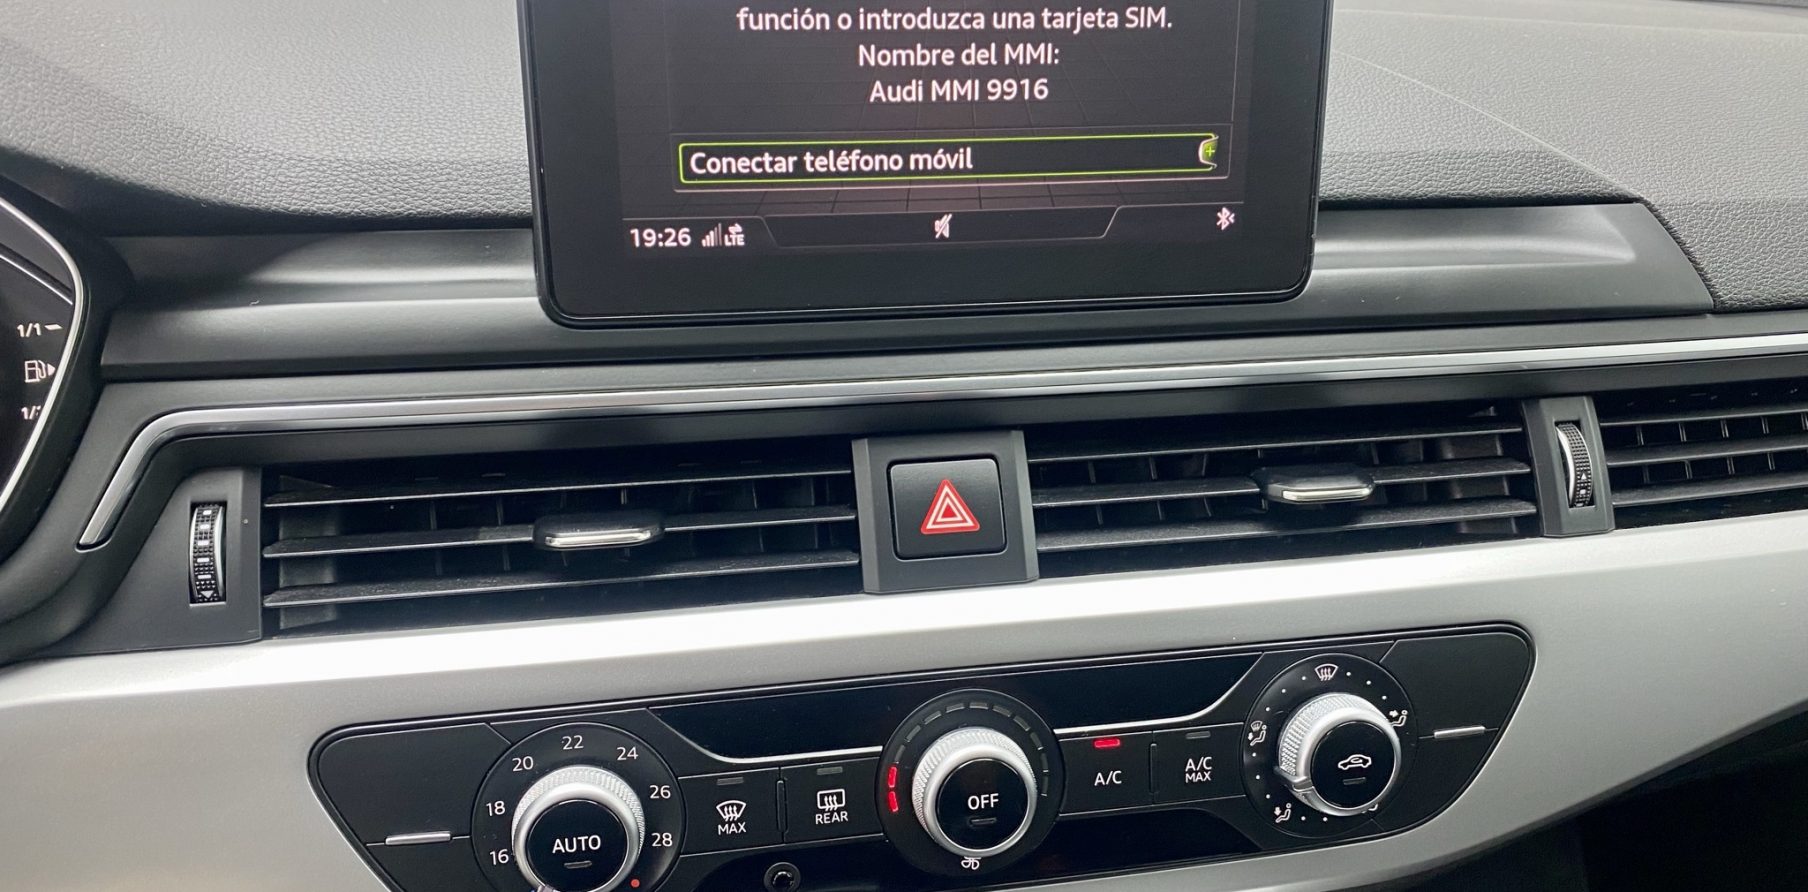 función o introduzca una tarjeta SIM.
Nombre del MMI:
Audi MMI 9916
Conectar teléfono móvil
19:26 LTE
1/1
16 18 20 22 24 26 28
AUTO
MAX
REAR
OFF
A/C
A/C
MAX